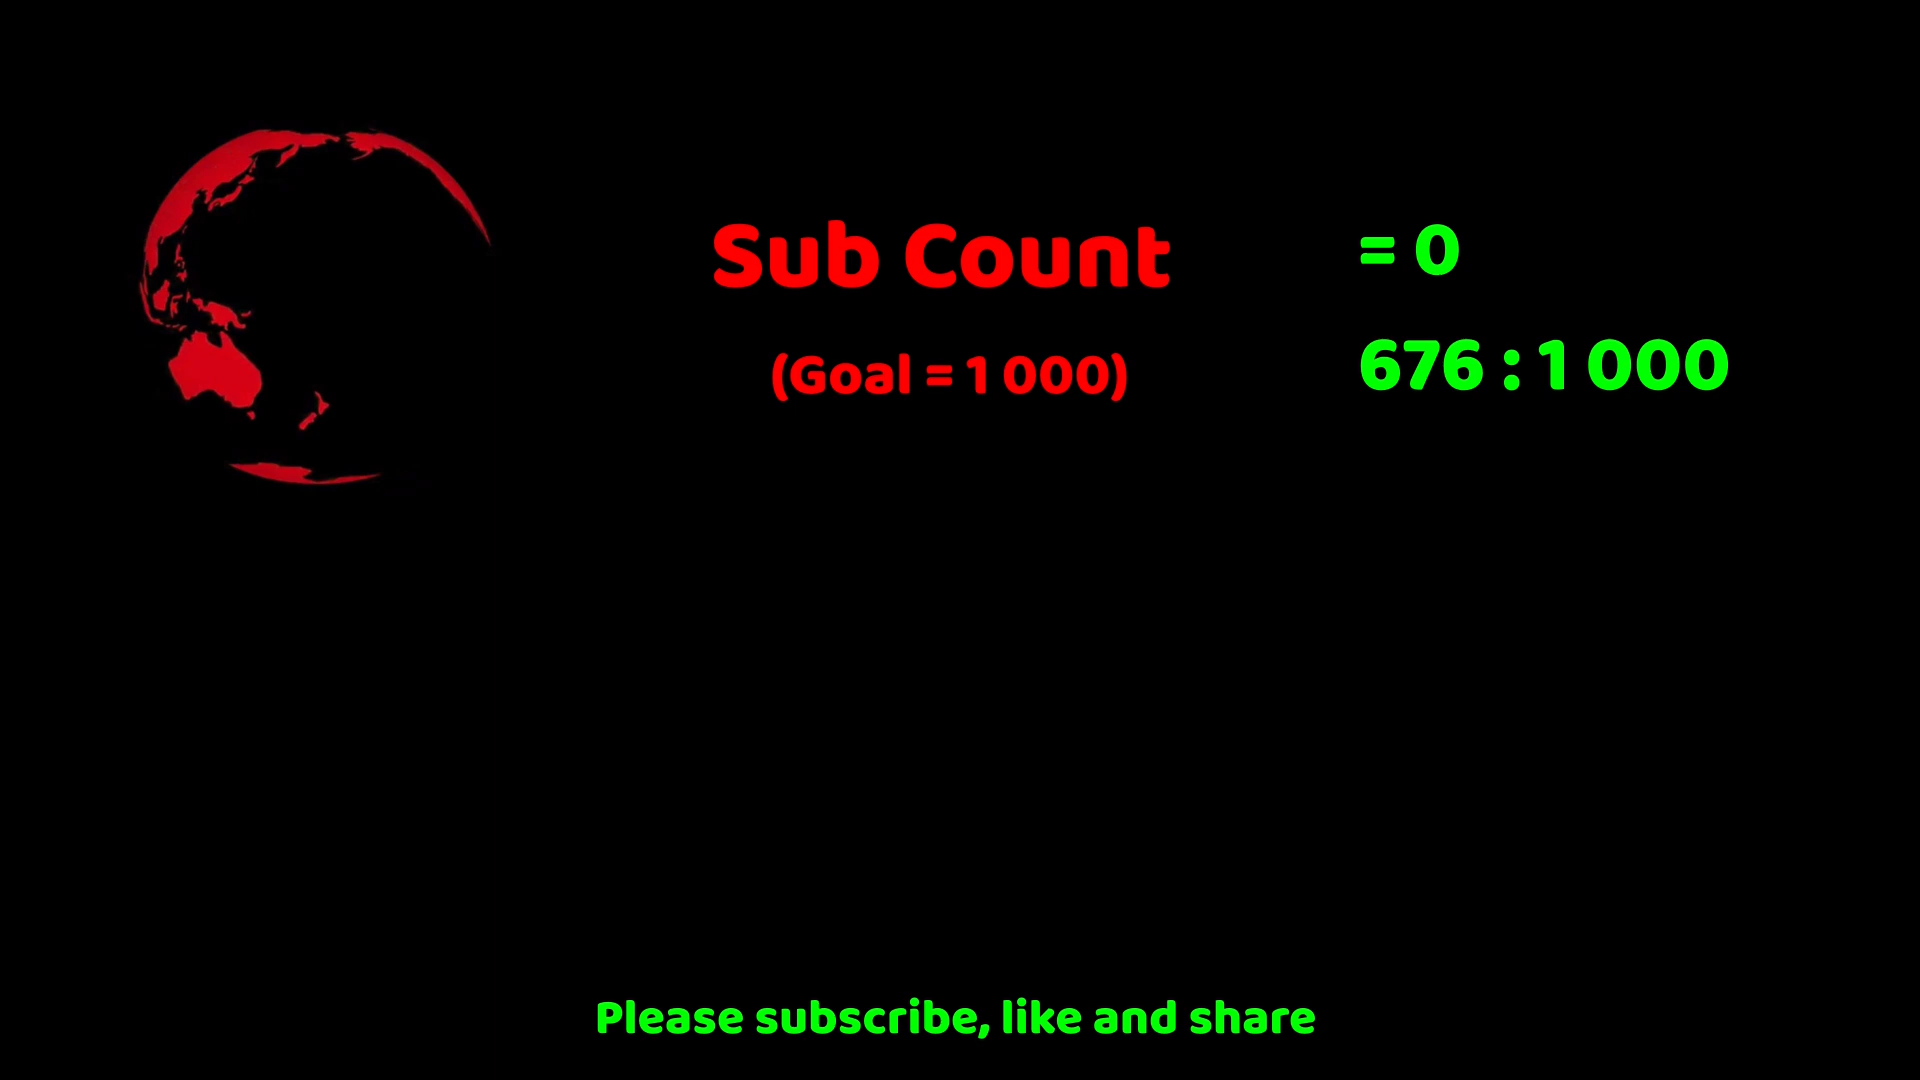 Sub Count
= 0
(Goal = 1 000)
676 : 1 000
Please subscribe, like and share